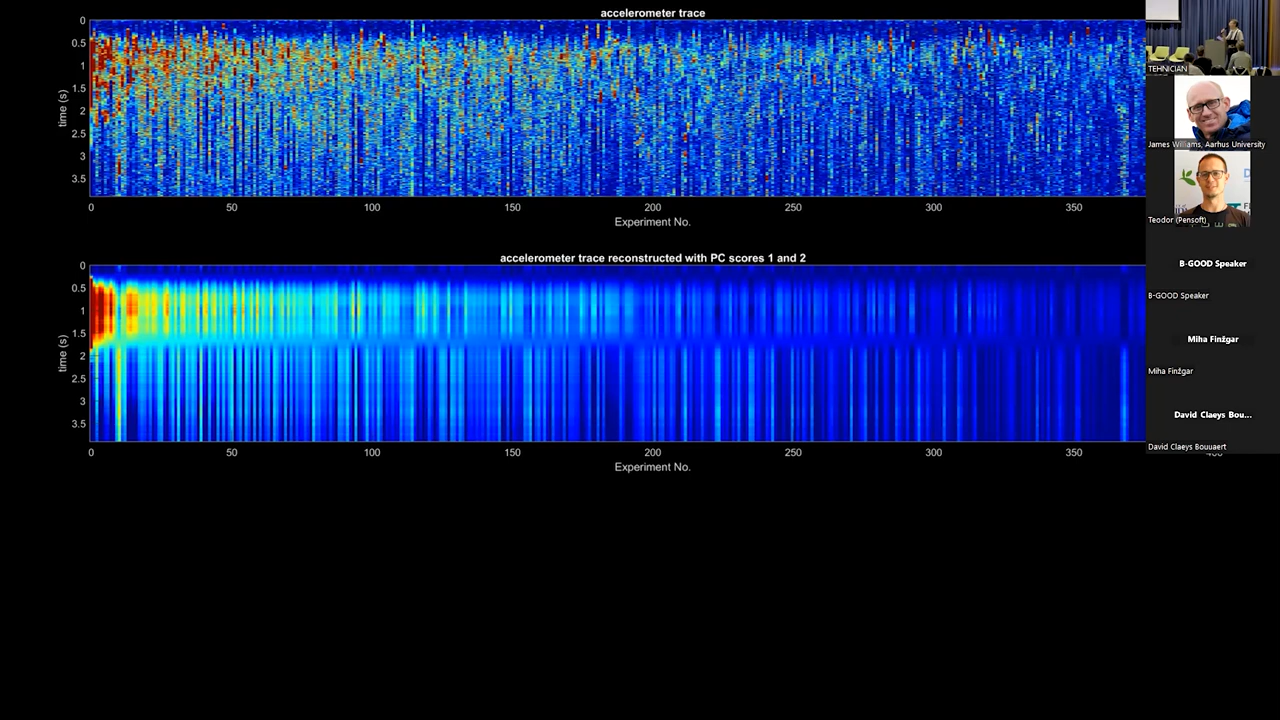 accelerometer trace
0
0.5
1
1.5
2
2.5
3
3.5
time (s)
0 50 100 150 200 250 300 350
Experiment No.
accelerometer trace reconstructed with PC scores 1 and 2
0
0.5
1
1.5
2
2.5
3
3.5
time (s)
0 50 100 150 200 250 300 350
Experiment No.
TEHNICIAN
James Williams, Aarhus University
Teodor (Pensoft)
B-GOOD Speaker
B-GOOD Speaker
Miha Finžgar
Miha Finžgar
David Claeys Bou...
David Claeys Bouuaert
400